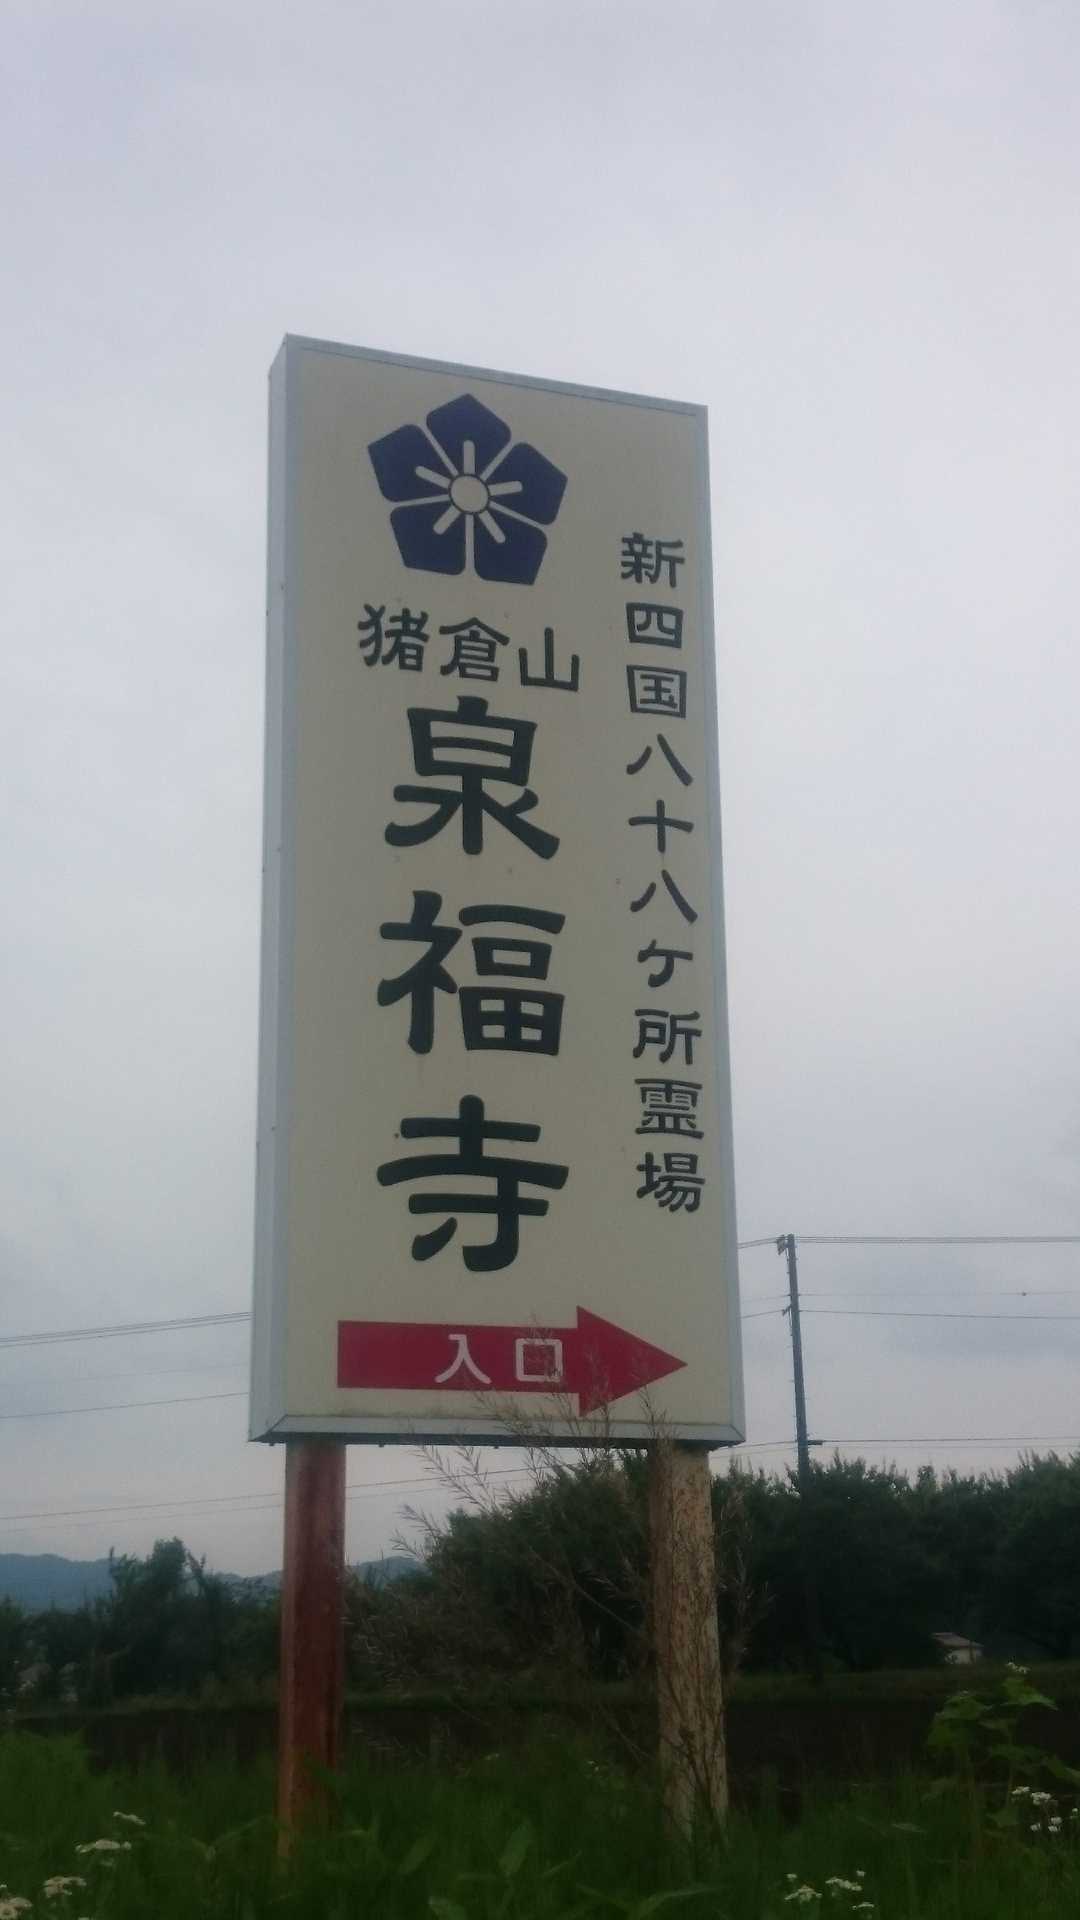 新四国八十八ケ所霊場
猪倉山
泉福寺
入口